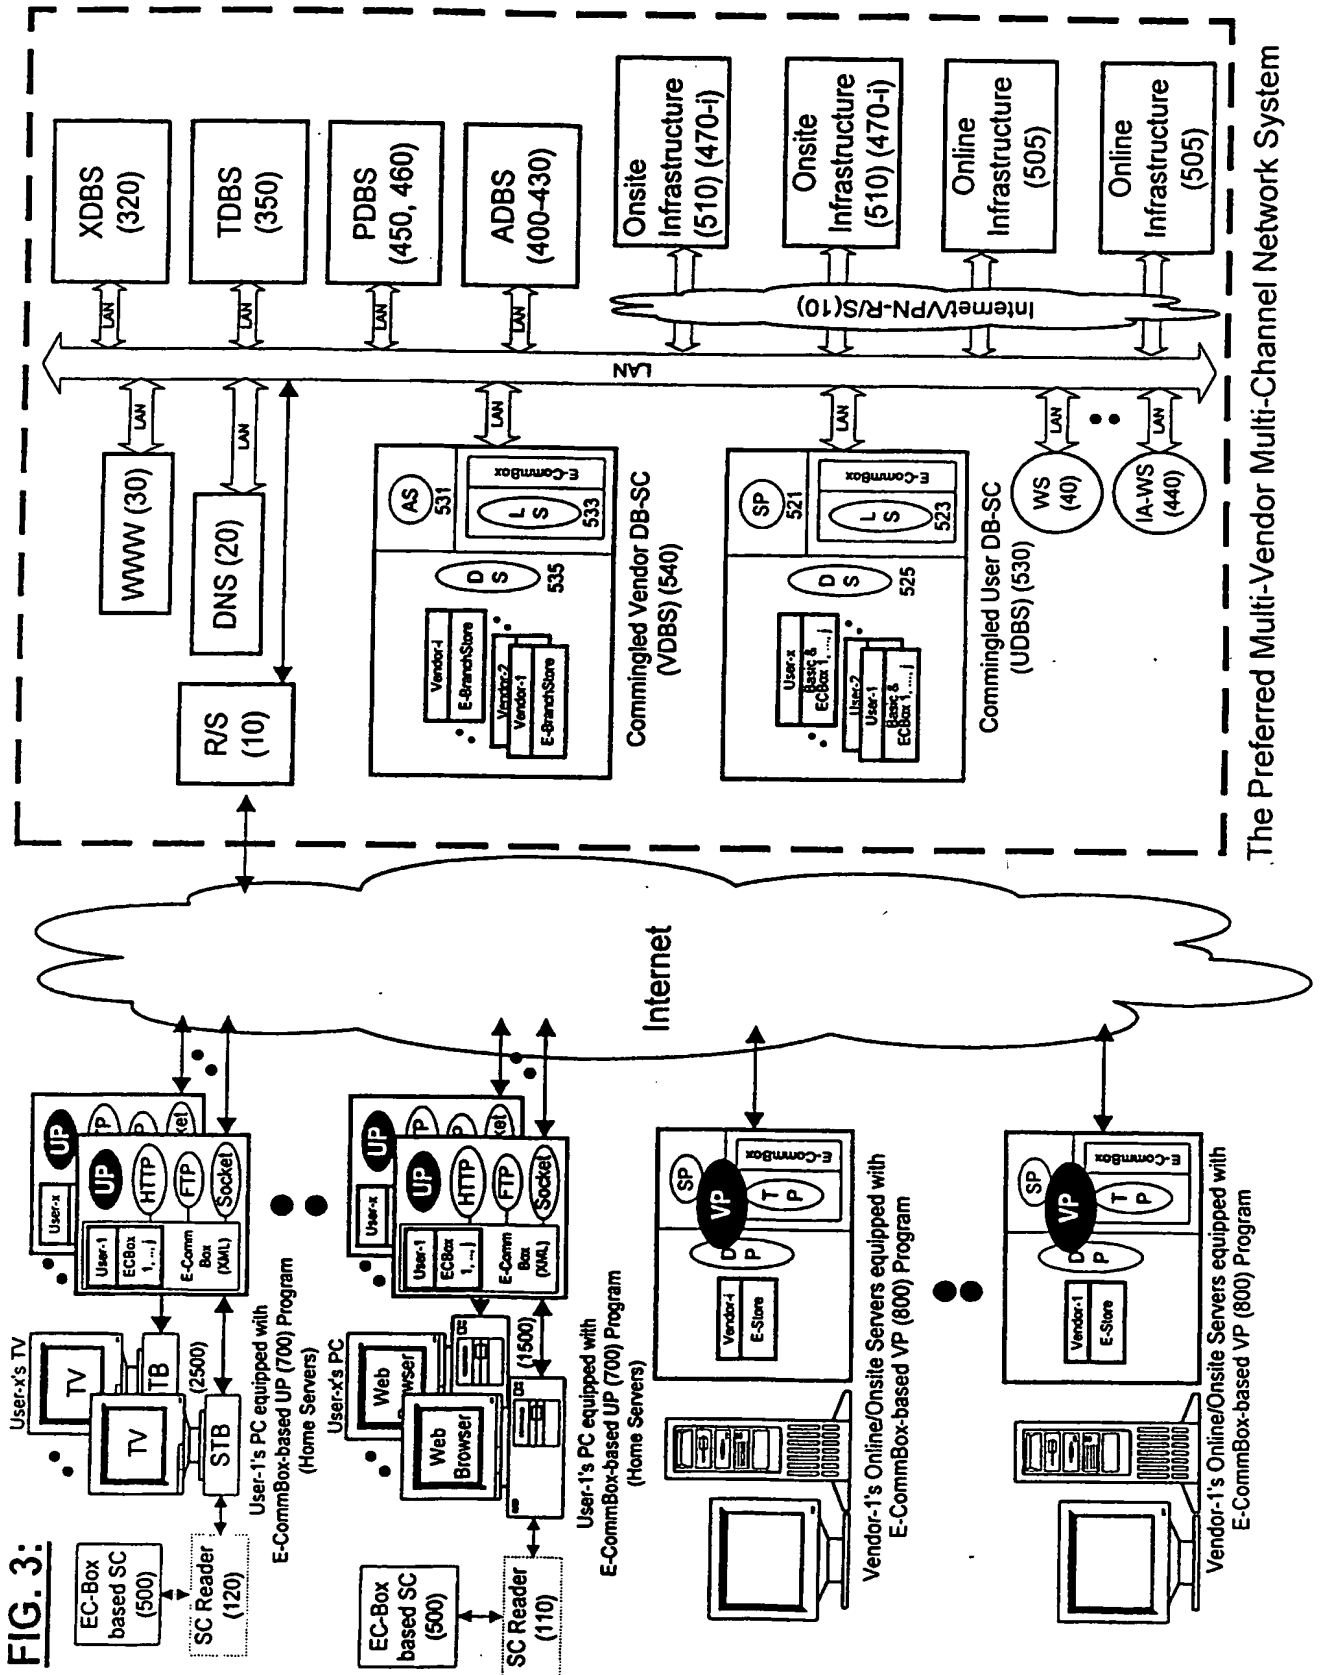 FIG. 3:
EC-Box
based SC
(500)
SC Reader
(120)
User-x's TV
TV
TV
TB
STB
(2500)
User-1's PC equipped with
E-CommBox-based UP (700) Program
(Home Servers)
User-x
UP
User-1
ECBox
1, ..., j
E-Comm
Box
(XML)
UP
HTTP
FTP
Socket
TP
P
ket
EC-Box
based SC
(500)
SC Reader
(110)
User-x's PC
Web
Browser
Web
Browser
(1500)
User-1's PC equipped with
E-CommBox-based UP (700) Program
(Home Servers)
User-x
UP
User-1
ECBox
1, ..., j
E-Comm
Box
(XML)
UP
HTTP
FTP
Socket
P
P
ket
Vendor-i
E-Store
D
P
VP
SP
T
P
E-CommBox
Vendor-1's Online/Onsite Servers equipped with
E-CommBox-based VP (800) Program
Vendor-1
E-Store
D
P
VP
SP
T
P
E-CommBox
Vendor-1's Online/Onsite Servers equipped with
E-CommBox-based VP (800) Program
Internet
R/S
(10)
DNS (20)
WWW (30)
LAN
LAN
Vendor-i
E-BranchStore
Vendor-2
Vendor-1
E-BranchStore
D
S
535
AS
531
L
S
533
E-CommBox
LAN
Commingled Vendor DB-SC
(VDBS) (540)
User-x
Basic &
ECBox 1, ..., j
User-2
User-1
Basic &
ECBox 1, ..., j
D
S
525
SP
521
L
S
523
E-CommBox
LAN
Commingled User DB-SC
(UDBS) (530)
WS
(40)
LAN
IA-WS
(440)
LAN
LAN
LAN
XDBS
(320)
LAN
TDBS
(350)
LAN
PDBS
(450, 460)
LAN
ADBS
(400-430)
Internet/VPN-R/S(10)
Onsite
Infrastructure
(510) (470-i)
Onsite
Infrastructure
(510) (470-i)
Online
Infrastructure
(505)
Online
Infrastructure
(505)
The Preferred Multi-Vendor Multi-Channel Network System